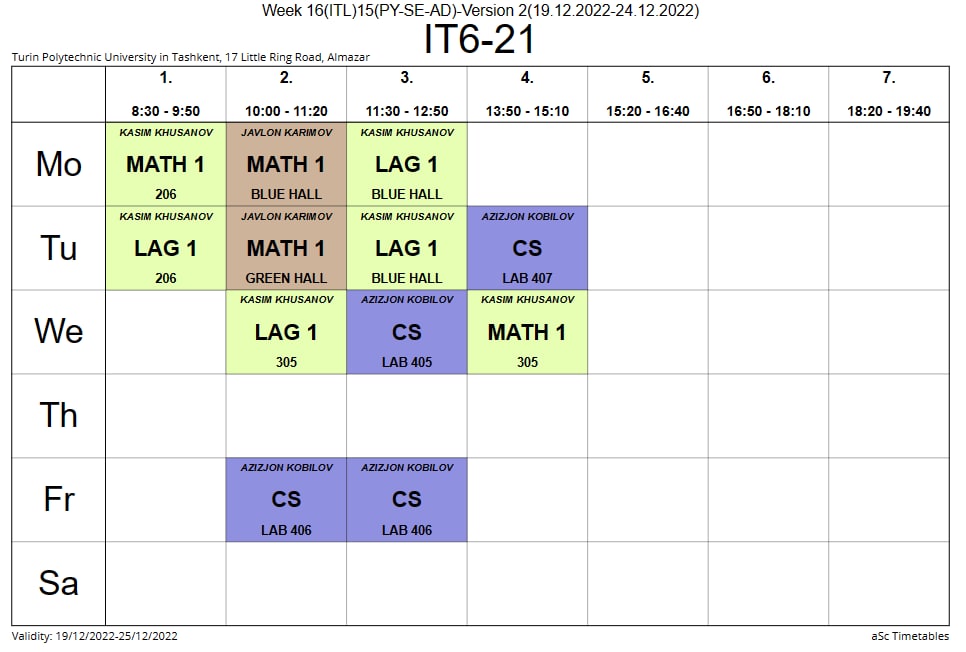 Week 16(ITL)15(PY-SE-AD)-Version 2(19.12.2022-24.12.2022)
IT6-21
Turin Polytechnic University in Tashkent, 17 Little Ring Road, Almazar
1. 2. 3. 4. 5. 6. 7.
8:30 - 9:50 10:00 - 11:20 11:30 - 12:50 13:50 - 15:10 15:20 - 16:40 16:50 - 18:10 18:20 - 19:40
KASIM KHUSANOV JAVLON KARIMOV KASIM KHUSANOV
Mo MATH 1 MATH 1 LAG 1
206 BLUE HALL BLUE HALL
KASIM KHUSANOV JAVLON KARIMOV KASIM KHUSANOV AZIZJON KOBILOV
Tu LAG 1 MATH 1 LAG 1 CS
206 GREEN HALL BLUE HALL LAB 407
KASIM KHUSANOV AZIZJON KOBILOV KASIM KHUSANOV
We LAG 1 CS MATH 1
305 LAB 405 305
Th
AZIZJON KOBILOV AZIZJON KOBILOV
Fr CS CS
LAB 406 LAB 406
Sa
Validity: 19/12/2022-25/12/2022 aSc Timetables